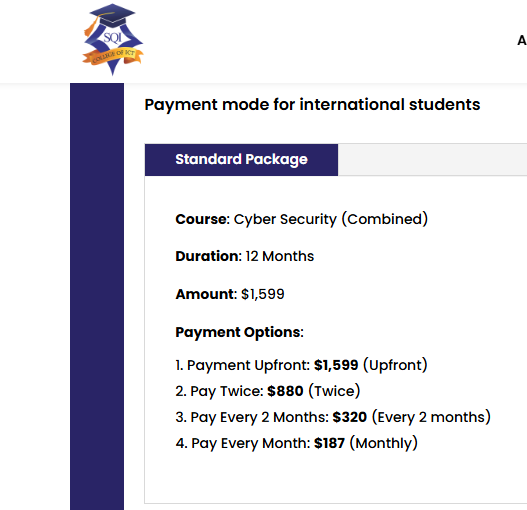 SQI
COLLEGE OF ICT
A
Payment mode for international students
Standard Package
Course: Cyber Security (Combined)
Duration: 12 Months
Amount: $1,599
Payment Options:
1. Payment Upfront: $1,599 (Upfront)
2. Pay Twice: $880 (Twice)
3. Pay Every 2 Months: $320 (Every 2 months)
4. Pay Every Month: $187 (Monthly)